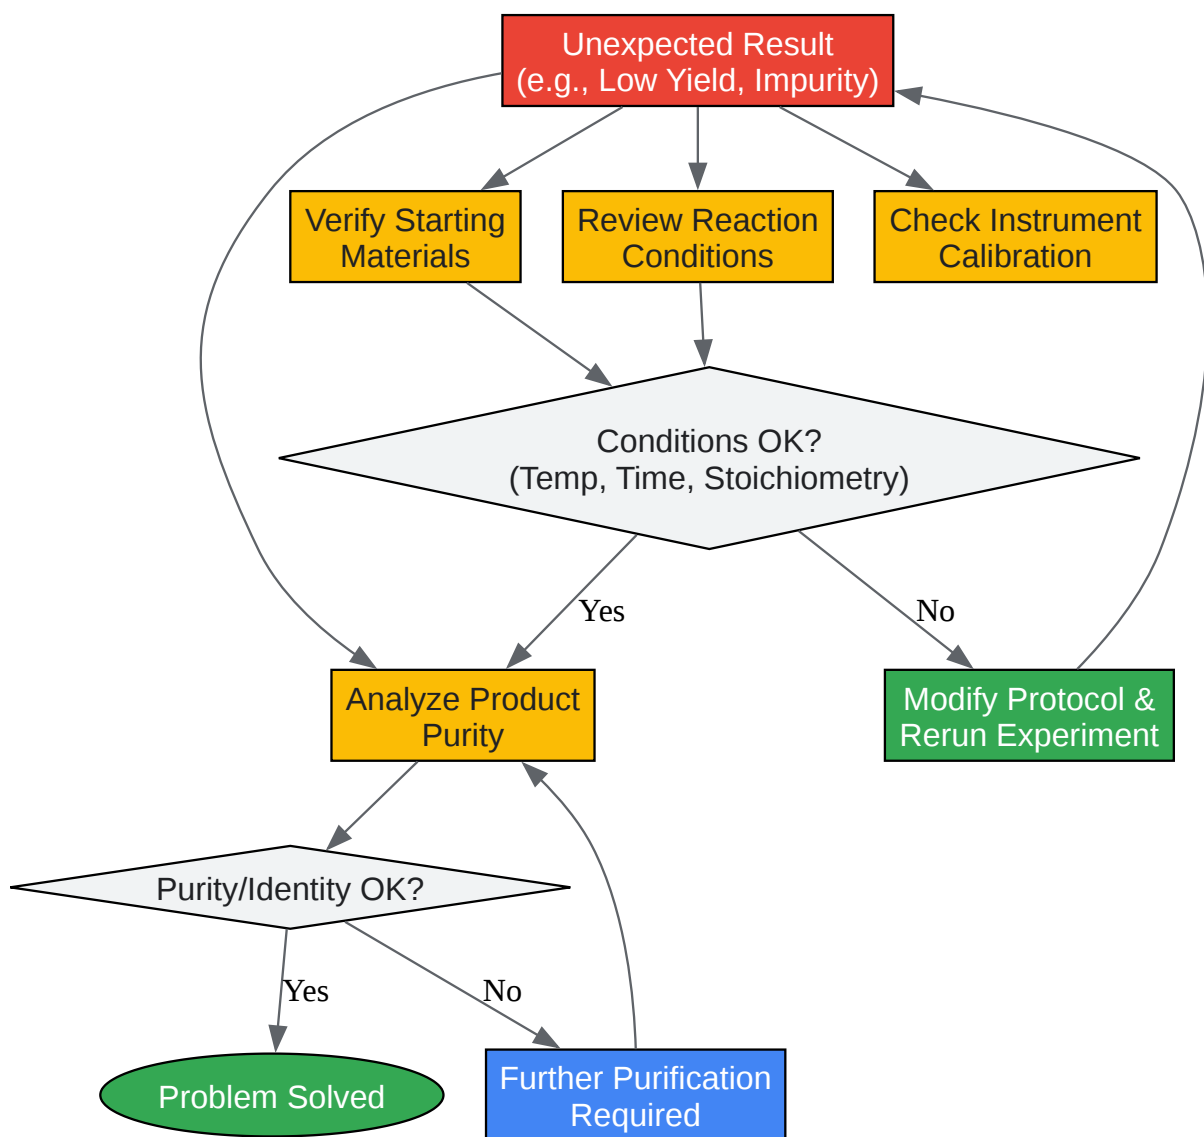 Unexpected Result
(e.g., Low Yield, Impurity)
Verify Starting
Materials
Review Reaction
Conditions
Check Instrument
Calibration
Conditions OK?
(Temp, Time, Stoichiometry)
Yes
No
Analyze Product
Purity
Modify Protocol &
Rerun Experiment
Purity/Identity OK?
Yes
No
Problem Solved
Further Purification
Required